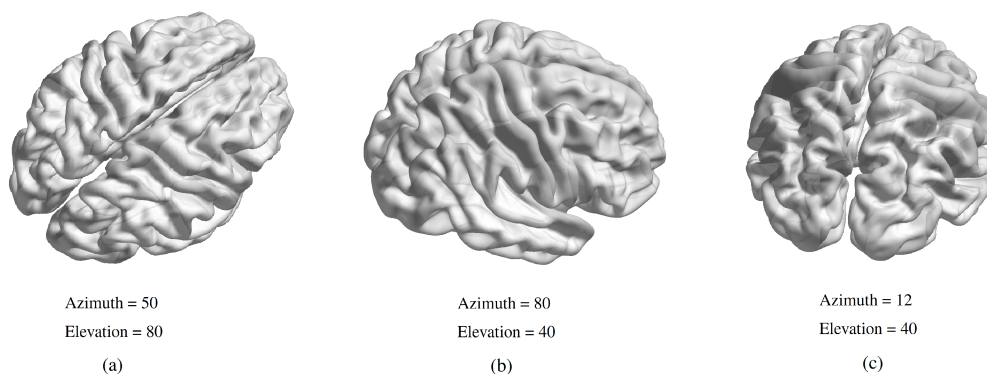 Azimuth = 50
Elevation = 80
(a)
Azimuth = 80
Elevation = 40
(b)
Azimuth = 12
Elevation = 40
(c)